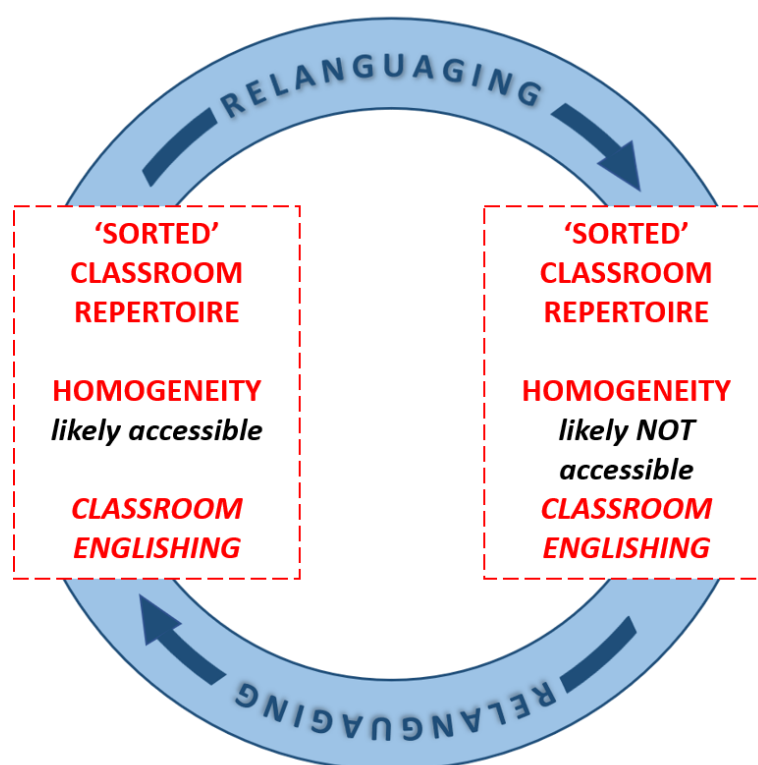 RELANGUAGING
‘SORTED’
CLASSROOM
REPERTOIRE
HOMOGENEITY
likely accessible
CLASSROOM
ENGLISHING
‘SORTED’
CLASSROOM
REPERTOIRE
HOMOGENEITY
likely NOT
accessible
CLASSROOM
ENGLISHING
RELANGUAGING